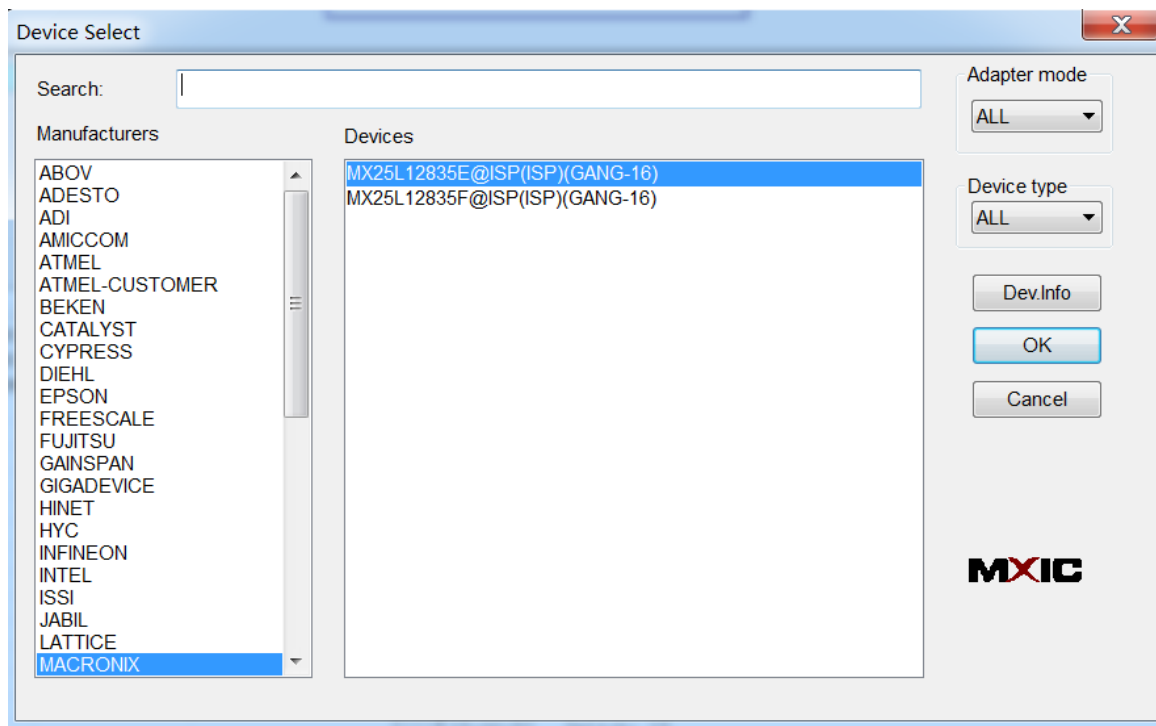 Device Select
Search:
Adapter mode
ALL
Manufacturers
Devices
ABOV
ADESTO
ADI
AMICCOM
ATMEL
ATMEL-CUSTOMER
BEKEN
CATALYST
CYPRESS
DIEHL
EPSON
FREESCALE
FUJITSU
GAINSPAN
GIGADEVICE
HINET
HYC
INFINEON
INTEL
ISSI
JABIL
LATTICE
MACRONIX
MX25L12835E@ISP(ISP)(GANG-16)
MX25L12835F@ISP(ISP)(GANG-16)
Device type
ALL
Dev.Info
OK
Cancel
MXIC